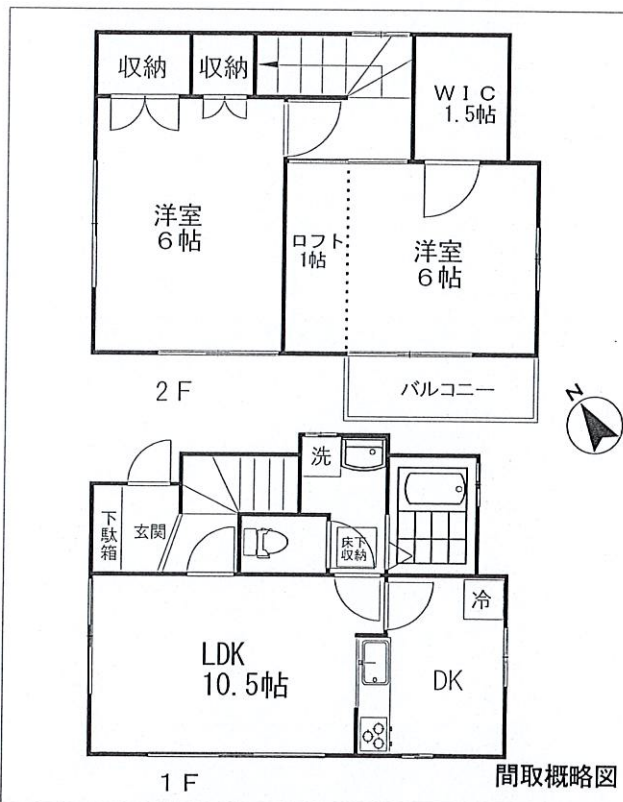 収納
収納
ＷＩＣ
1.5帖
洋室
６帖
ロフト
1帖
洋室
６帖
２Ｆ
バルコニー
N
洗
下駄箱
玄関
床下
収納
冷
LDK
10.5帖
DK
１Ｆ
間取概略図